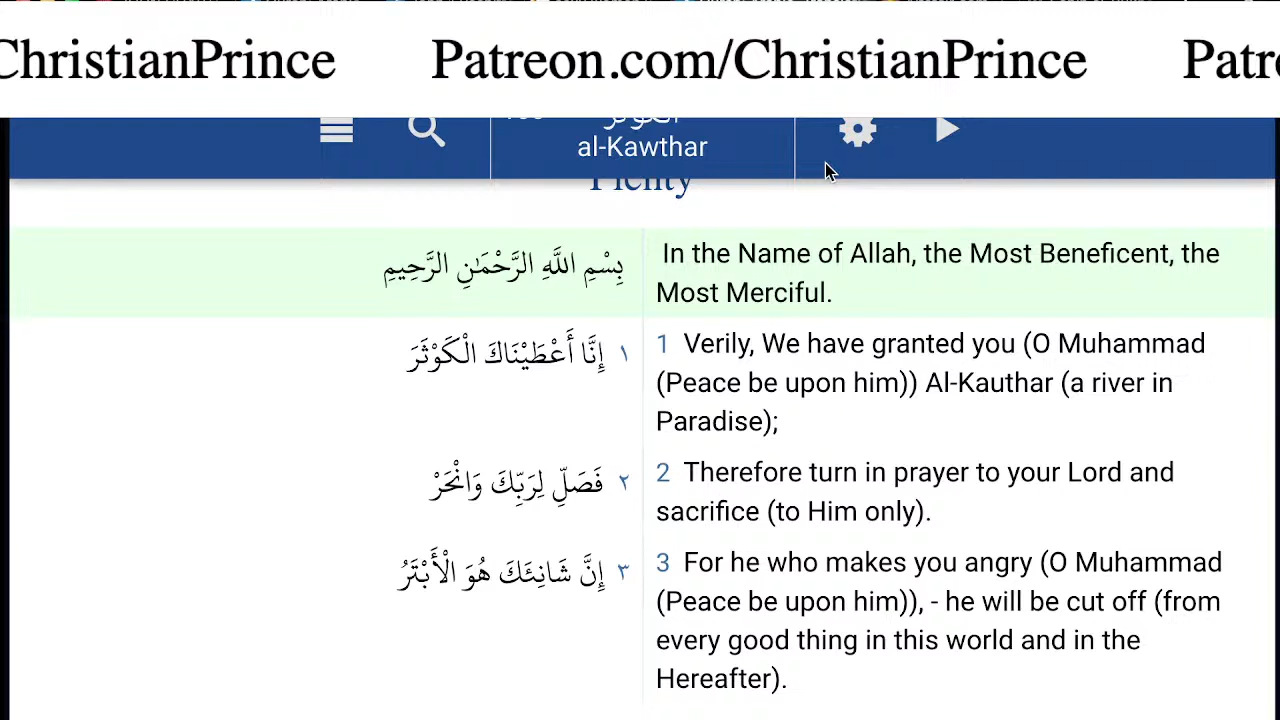 ChristianPrince Patreon.com/ChristianPrince Patr
الكوثر
al-Kawthar
Plenty
بِسْمِ اللَّهِ الرَّحْمَٰنِ الرَّحِيمِ
In the Name of Allah, the Most Beneficent, the
Most Merciful.
١ إِنَّا أَعْطَيْنَاكَ الْكَوْثَرَ
1 Verily, We have granted you (O Muhammad
(Peace be upon him)) Al-Kauthar (a river in
Paradise);
٢ فَصَلِّ لِرَبِّكَ وَانْحَرْ
2 Therefore turn in prayer to your Lord and
sacrifice (to Him only).
٣ إِنَّ شَانِئَكَ هُوَ الْأَبْتَرُ
3 For he who makes you angry (O Muhammad
(Peace be upon him)), - he will be cut off (from
every good thing in this world and in the
Hereafter).